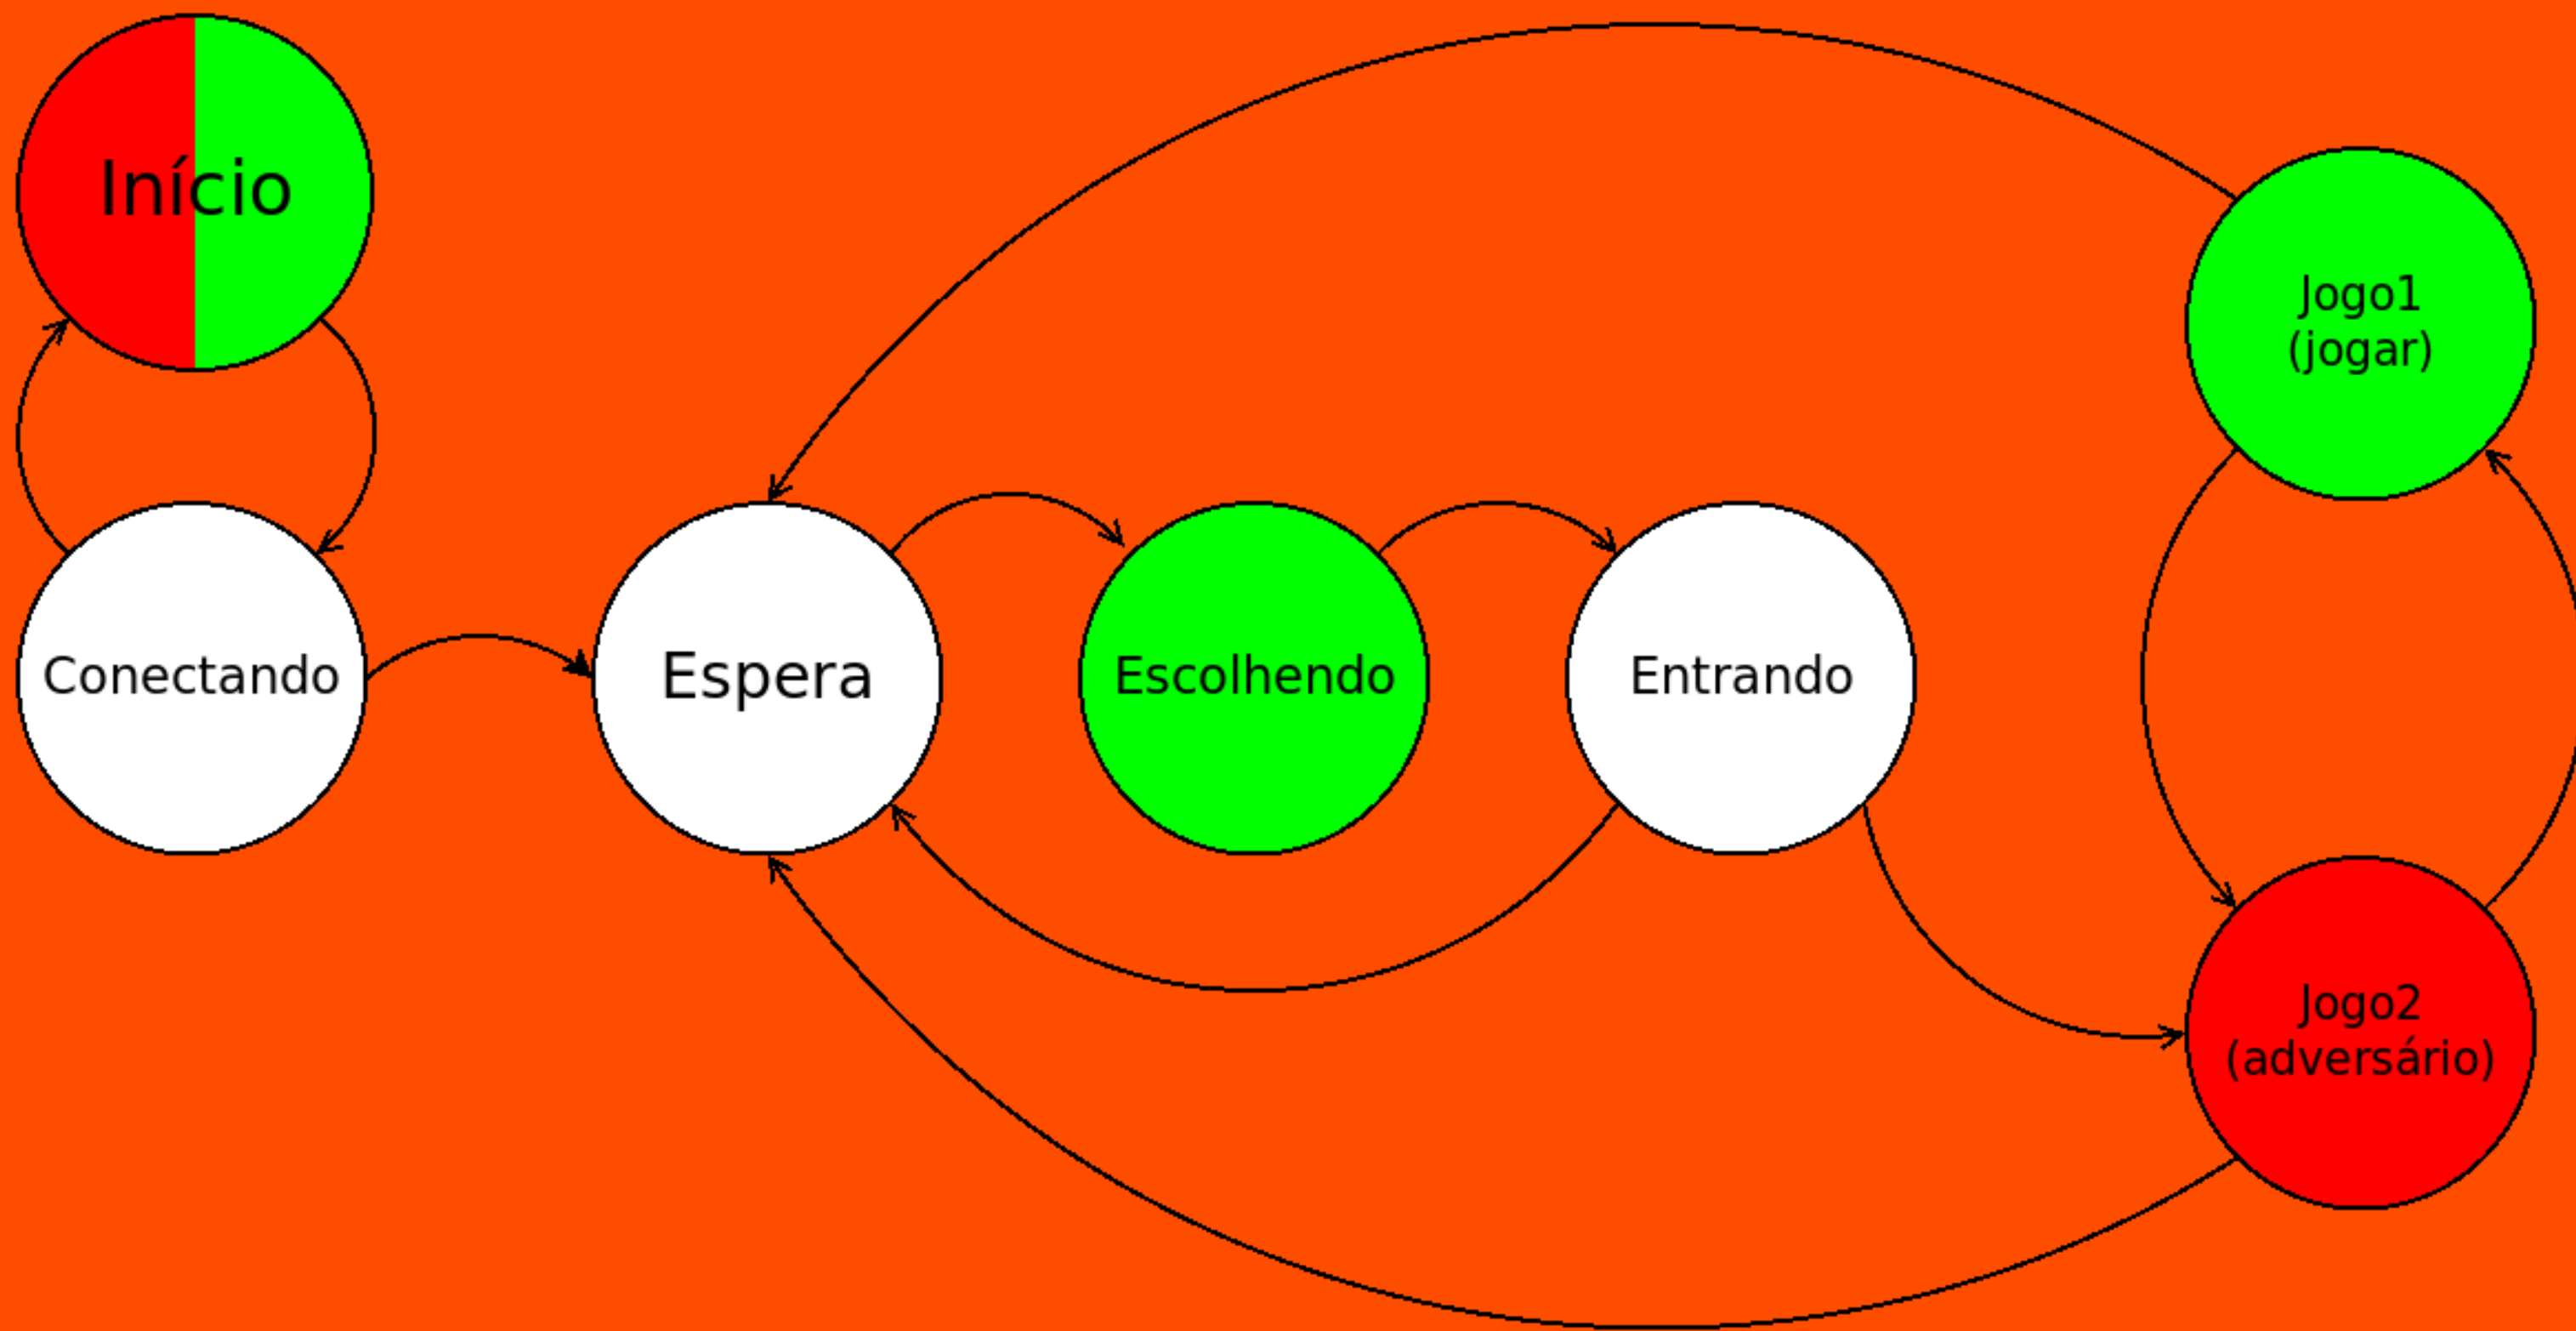 Início
Jogo1
(jogar)
Conectando
Espera
Escolhendo
Entrando
Jogo2
(adversário)